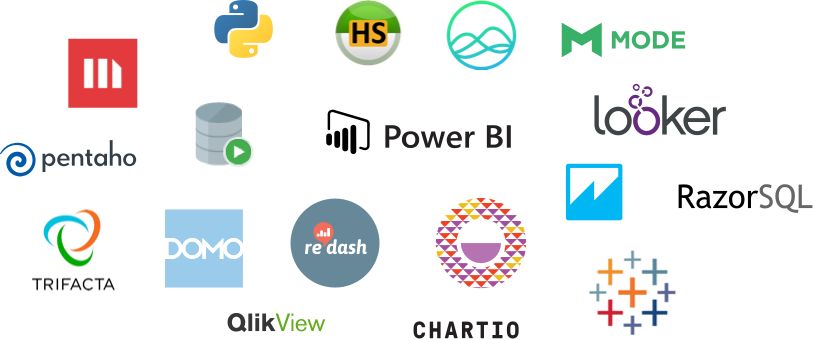 HS
MODE
looker
Power BI
pentaho
RazorSQL
DOMO
re dash
TRIFACTA
QlikView
CHARTIO